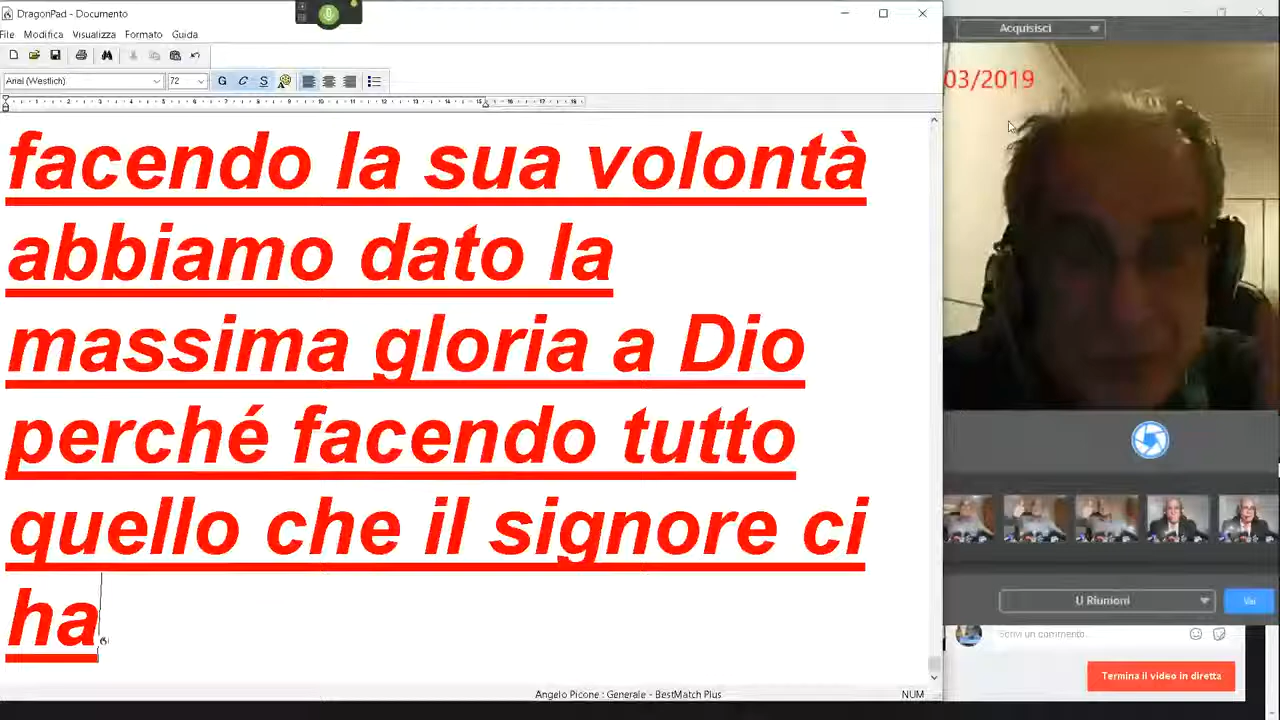 DragonPad - Documento
File Modifica Visualizza Formato Guida
Arial (Westlich) 72 G C S
facendo la sua volontà
abbiamo dato la
massima gloria a Dio
perché facendo tutto
quello che il signore ci
ha
Angelo Picone : Generale - BestMatch Plus NUM
Acquisisci
03/2019
U Riunioni Vai
Scrivi un commento...
Termina il video in diretta